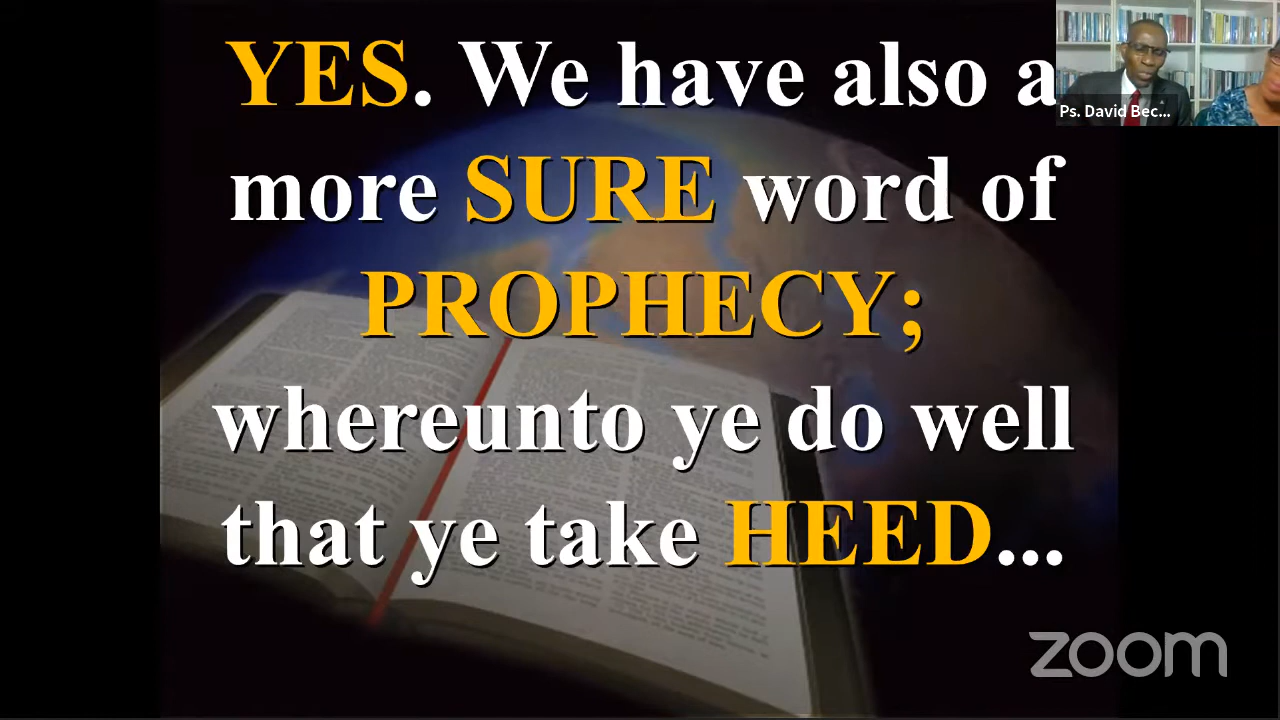 YES. We have also a
more SURE word of
PROPHECY;
whereunto ye do well
that ye take HEED...
Ps. David Bec...
zoom